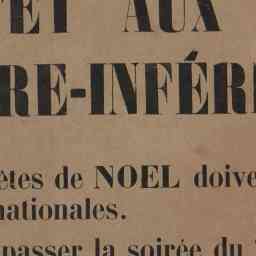 ET AUX
RE-INFÉR
êtes de NOEL doive
nationales.
passer la soirée du